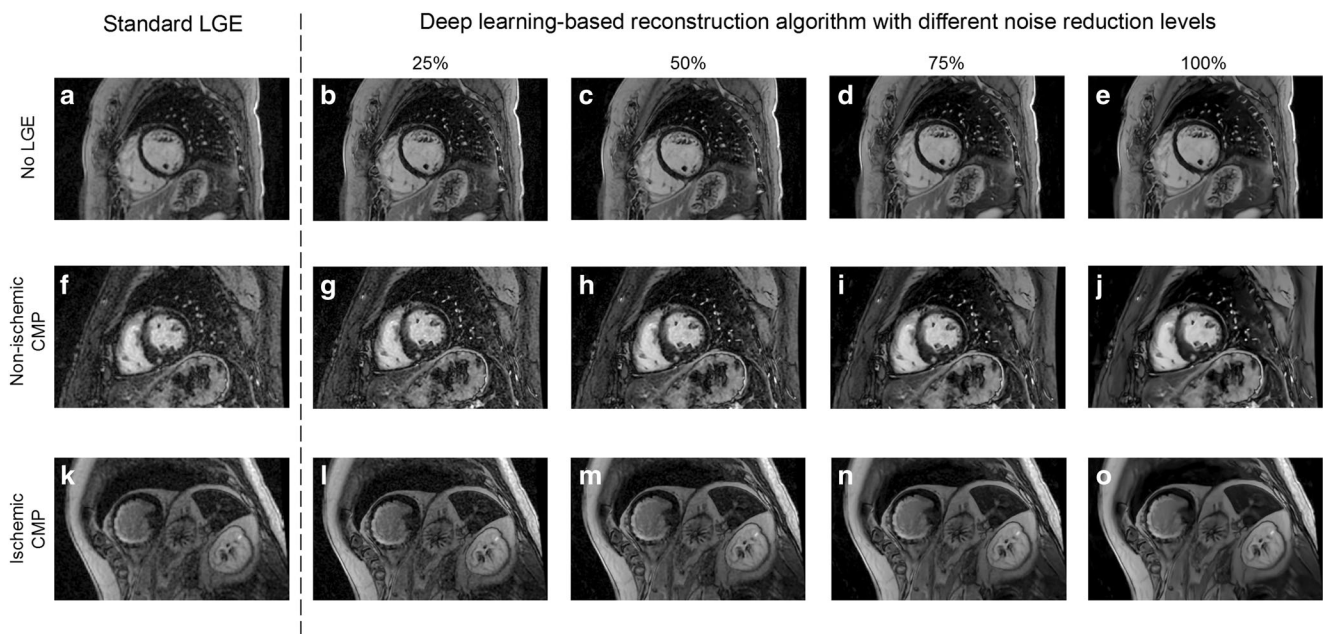 Standard LGE
Deep learning-based reconstruction algorithm with different noise reduction levels
25%
50%
75%
100%
No LGE
a
b
c
d
e
Non-ischemic
CMP
f
g
h
i
j
Ischemic
CMP
k
l
m
n
o